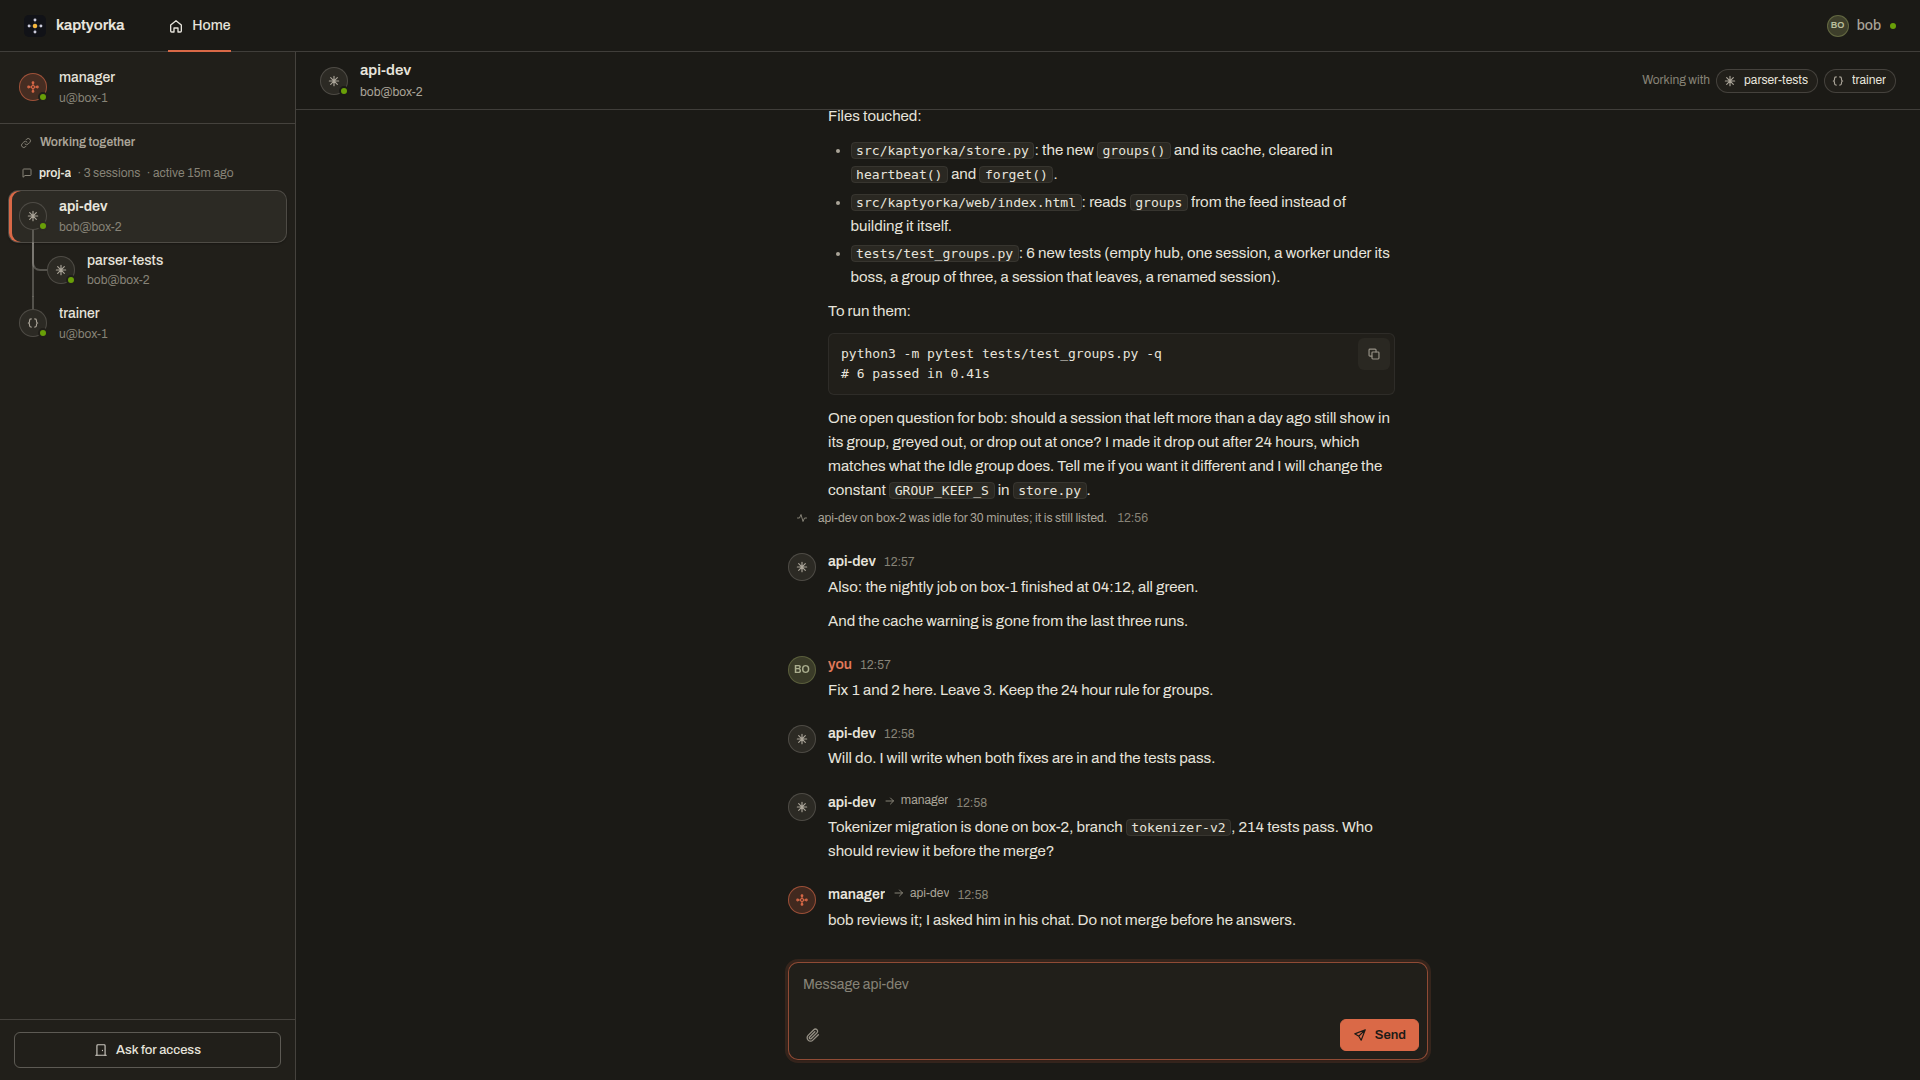 kaptyorka
Home
BO bob
manager
u@box-1
Working together
proj-a · 3 sessions · active 15m ago
api-dev
bob@box-2
parser-tests
bob@box-2
trainer
u@box-1
Ask for access
api-dev
bob@box-2
Working with parser-tests trainer
Files touched:
src/kaptyorka/store.py: the new groups() and its cache, cleared in
heartbeat() and forget().
src/kaptyorka/web/index.html: reads groups from the feed instead of
building it itself.
tests/test_groups.py: 6 new tests (empty hub, one session, a worker under its
boss, a group of three, a session that leaves, a renamed session).
To run them:
python3 -m pytest tests/test_groups.py -q
# 6 passed in 0.41s
One open question for bob: should a session that left more than a day ago still show in
its group, greyed out, or drop out at once? I made it drop out after 24 hours, which
matches what the Idle group does. Tell me if you want it different and I will change the
constant GROUP_KEEP_S in store.py.
api-dev on box-2 was idle for 30 minutes; it is still listed. 12:56
api-dev 12:57
Also: the nightly job on box-1 finished at 04:12, all green.
And the cache warning is gone from the last three runs.
BO you 12:57
Fix 1 and 2 here. Leave 3. Keep the 24 hour rule for groups.
api-dev 12:58
Will do. I will write when both fixes are in and the tests pass.
api-dev → manager 12:58
Tokenizer migration is done on box-2, branch tokenizer-v2, 214 tests pass. Who
should review it before the merge?
manager → api-dev 12:58
bob reviews it; I asked him in his chat. Do not merge before he answers.
Message api-dev
Send